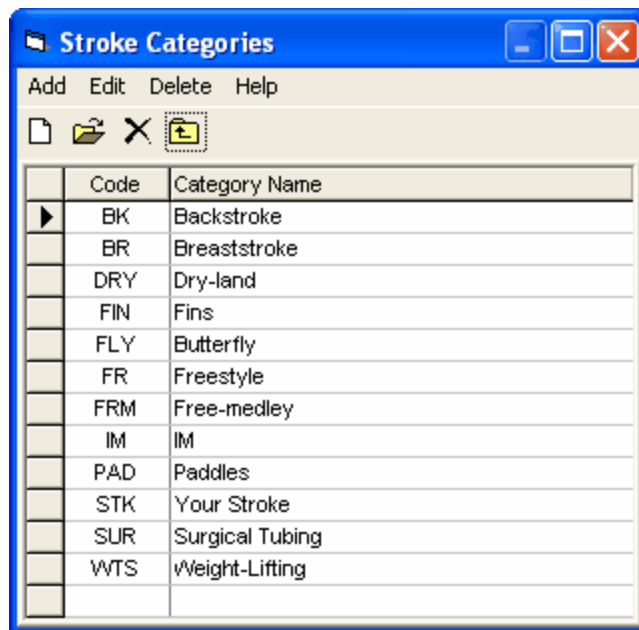 Stroke Categories
Add Edit Delete Help
Code Category Name
BK Backstroke
BR Breaststroke
DRY Dry-land
FIN Fins
FLY Butterfly
FR Freestyle
FRM Free-medley
IM IM
PAD Paddles
STK Your Stroke
SUR Surgical Tubing
WTS Weight-Lifting